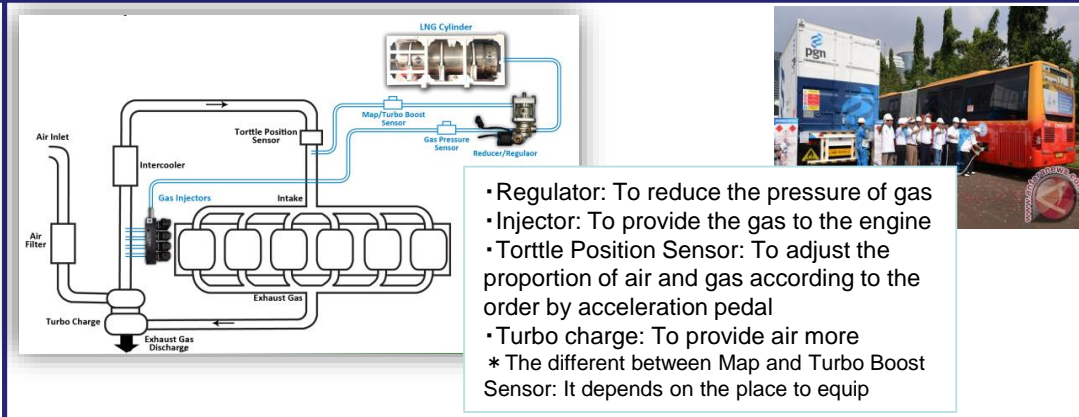 LNG Cylinder
Map/Turbo Boost
Sensor
Torttle Position
Sensor
Gas Pressure
Sensor
Reducer/Regulaor
Air Inlet
Intercooler
Gas Injectors
Intake
Air
Filter
Exhaust Gas
Turbo Charge
Exhaust Gas
Discharge
pgn
www.antaranews.com
・Regulator: To reduce the pressure of gas
・Injector: To provide the gas to the engine
・Torttle Position Sensor: To adjust the
proportion of air and gas according to the
order by acceleration pedal
・Turbo charge: To provide air more
＊The different between Map and Turbo Boost
Sensor: It depends on the place to equip